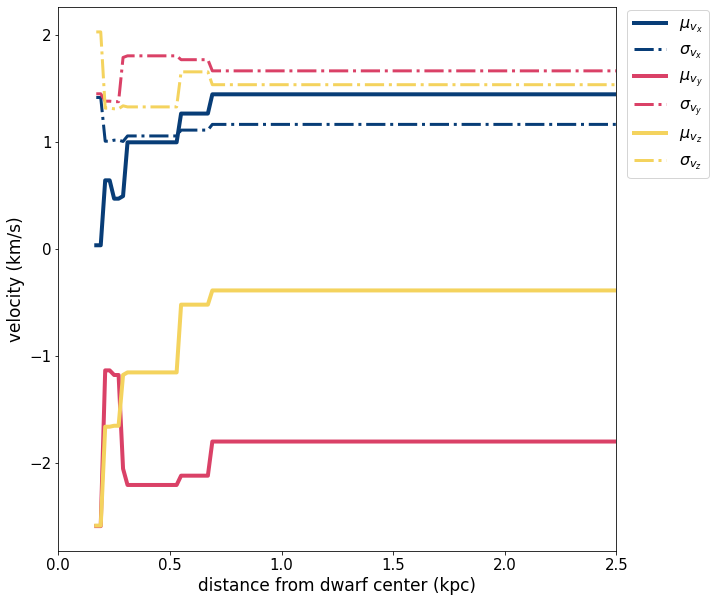 2
1
0
−1
−2
velocity (km/s)
0.0 0.5 1.0 1.5 2.0 2.5
distance from dwarf center (kpc)
μ_{v_x}
σ_{v_x}
μ_{v_y}
σ_{v_y}
μ_{v_z}
σ_{v_z}